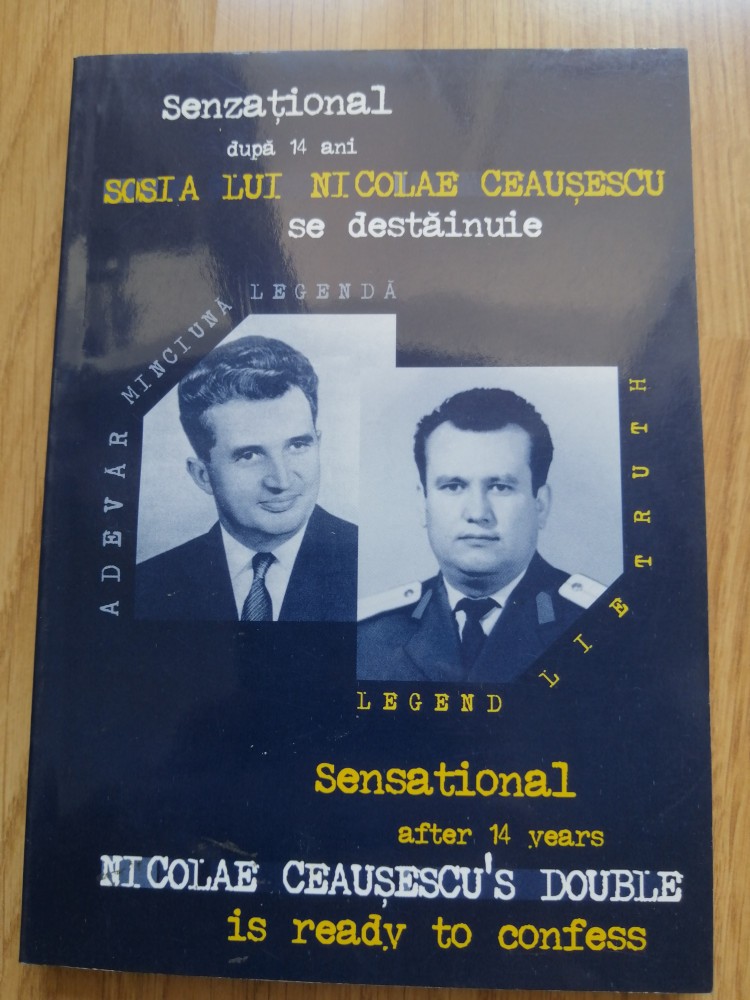 Senzațional
după 14 ani
SOSIA LUI NICOLAE CEAUȘESCU
se destăinuie
ADEVĂR MINCIUNĂ LEGENDĂ
LEGEND LIE TRUTH
Sensational
after 14 years
NICOLAE CEAUȘESCU'S DOUBLE
is ready to confess